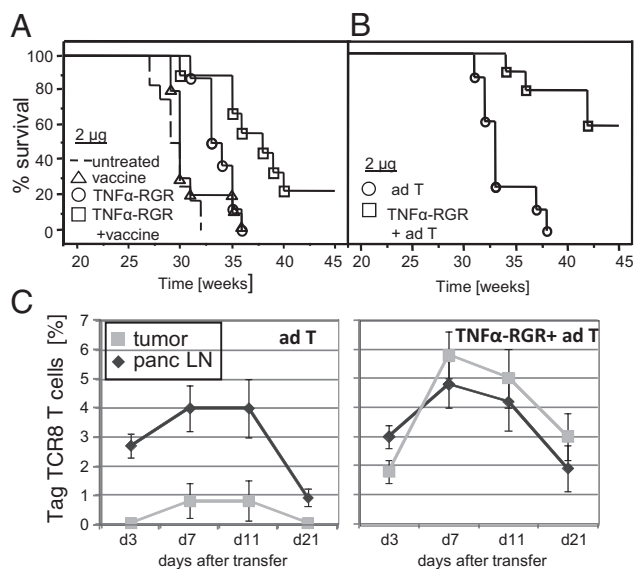 A
B
% survival
100
80
60
40
20
0
2 µg
untreated
vaccine
TNFα-RGR
TNFα-RGR
+vaccine
20 25 30 35 40 45
Time [weeks]
2 µg
ad T
TNFα-RGR
+ ad T
20 25 30 35 40 45
Time [weeks]
C
Tag TCR8 T cells [%]
7
6
5
4
3
2
1
0
tumor
panc LN
ad T
d3 d7 d11 d21
days after transfer
TNFα-RGR+ ad T
d3 d7 d11 d21
days after transfer